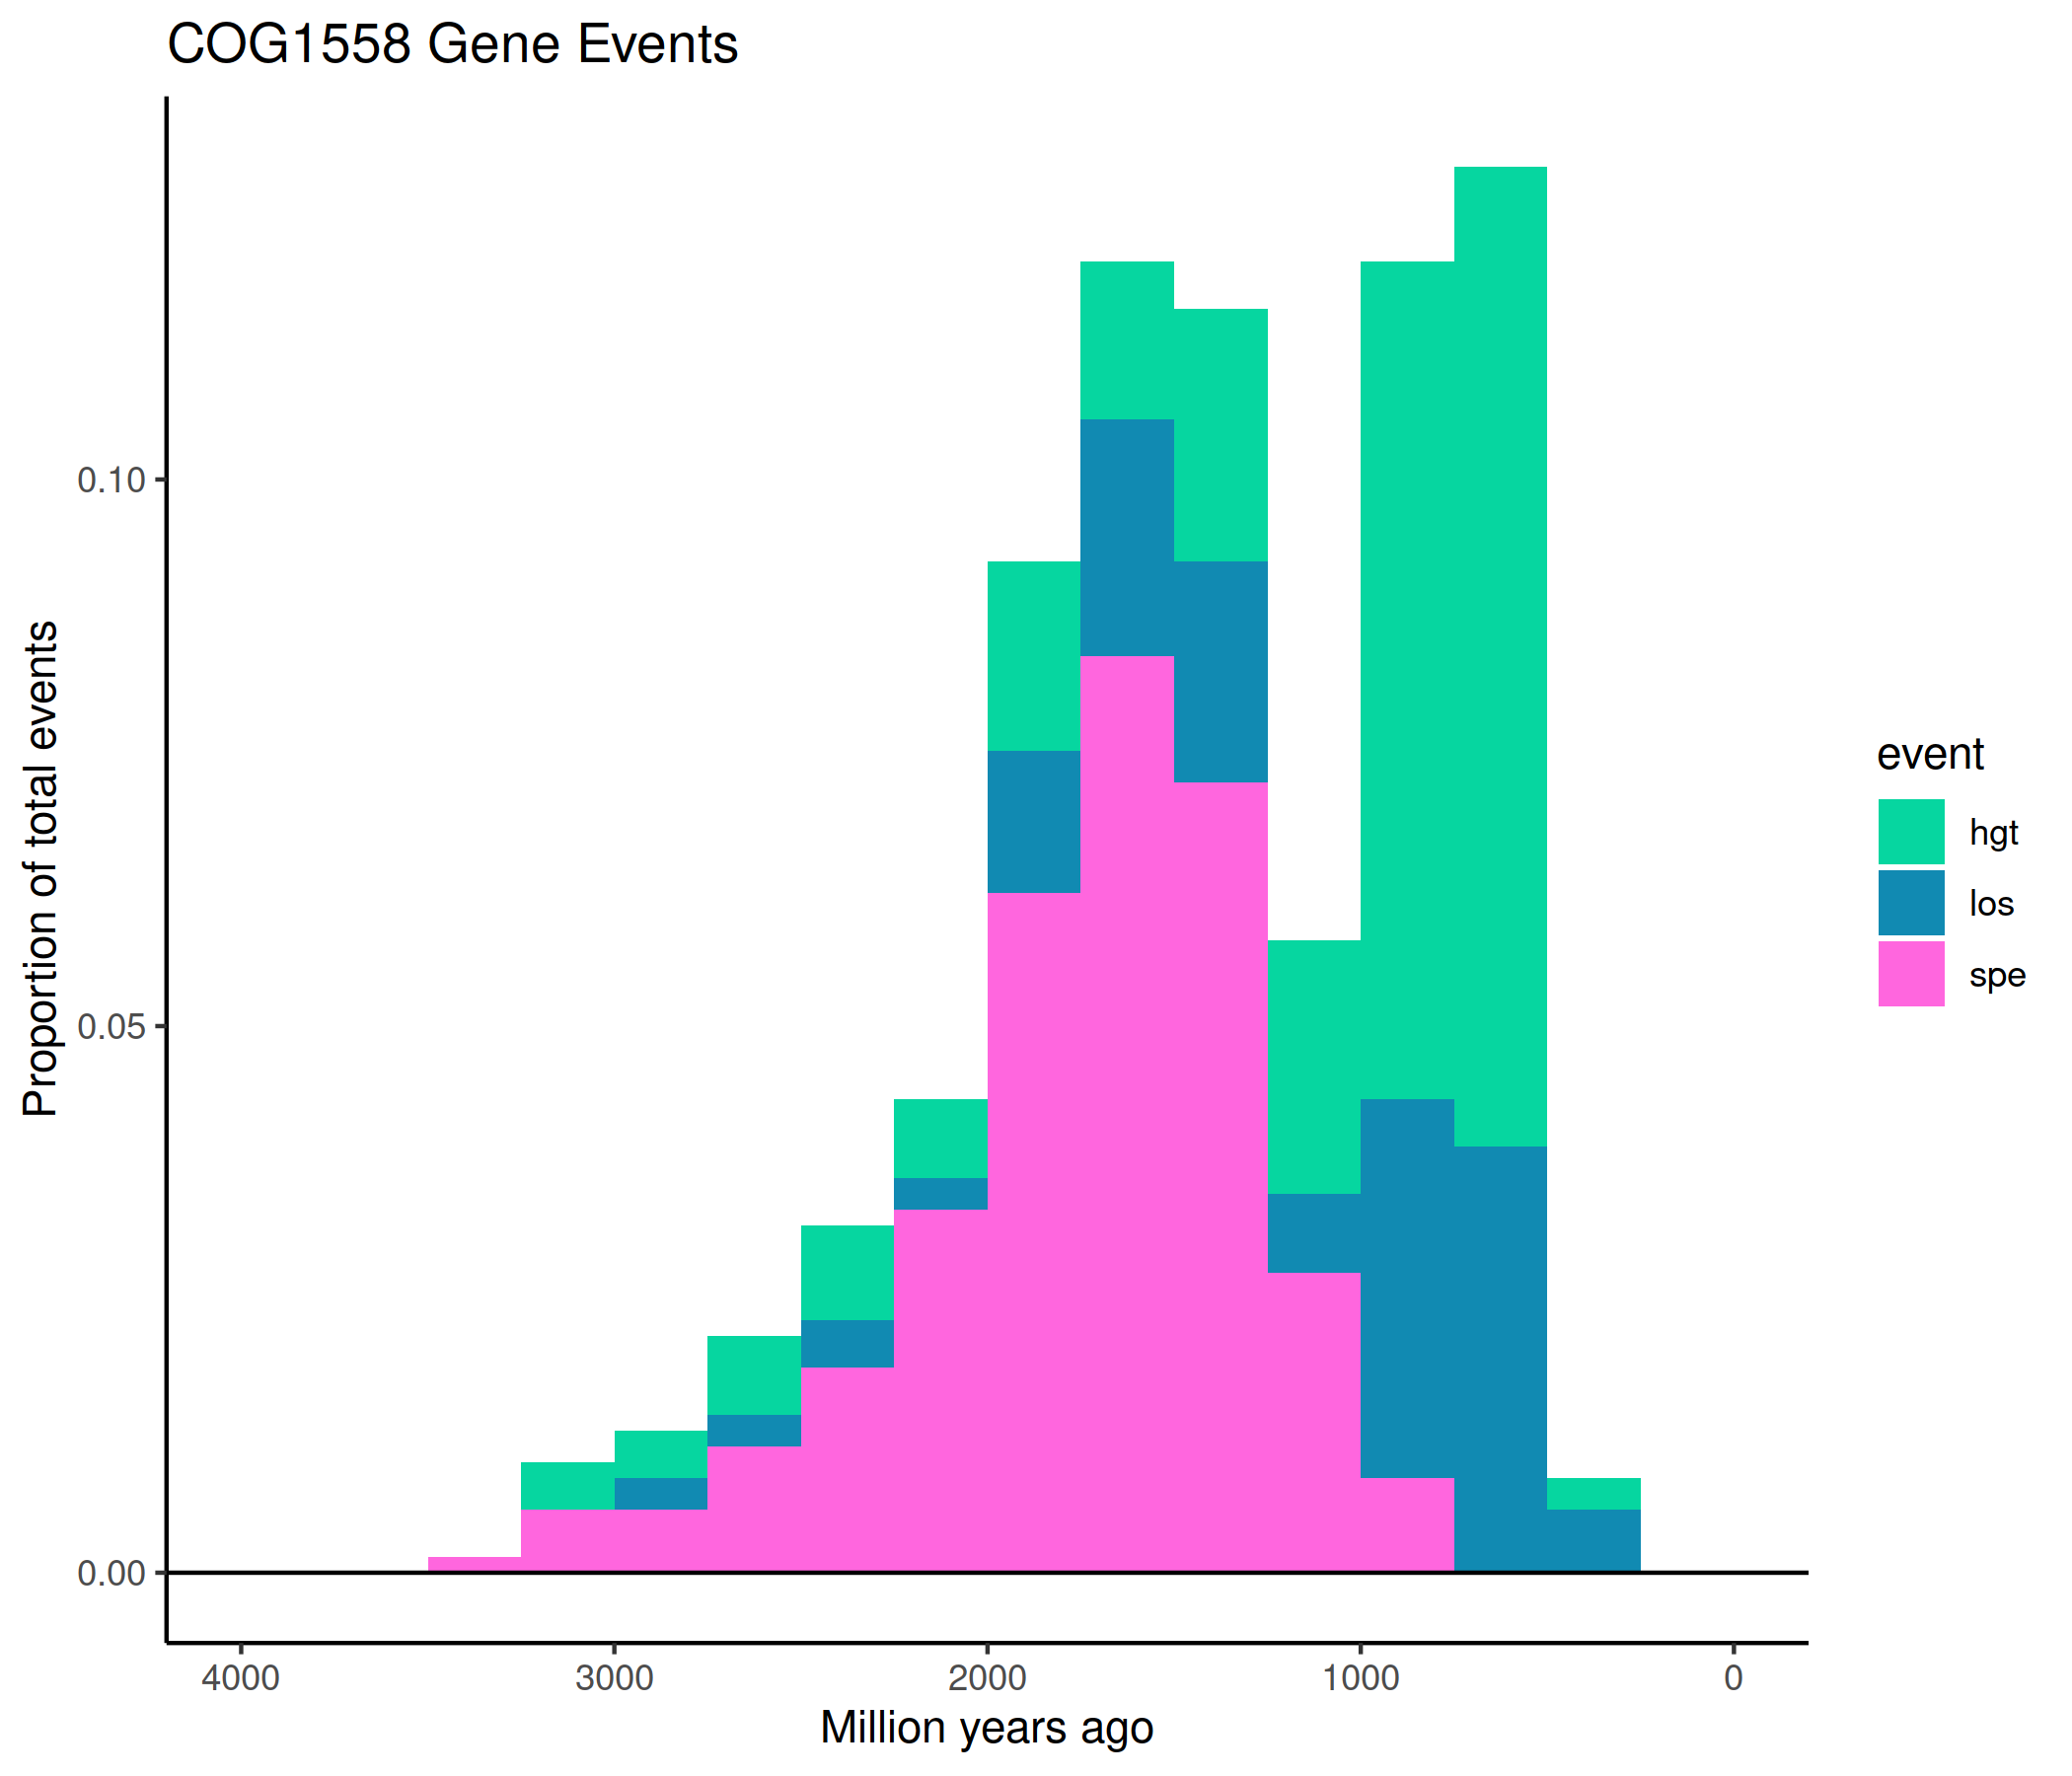 COG1558 Gene Events
Proportion of total events
0.10
0.05
0.00
4000 3000 2000 1000 0
Million years ago
event
hgt
los
spe